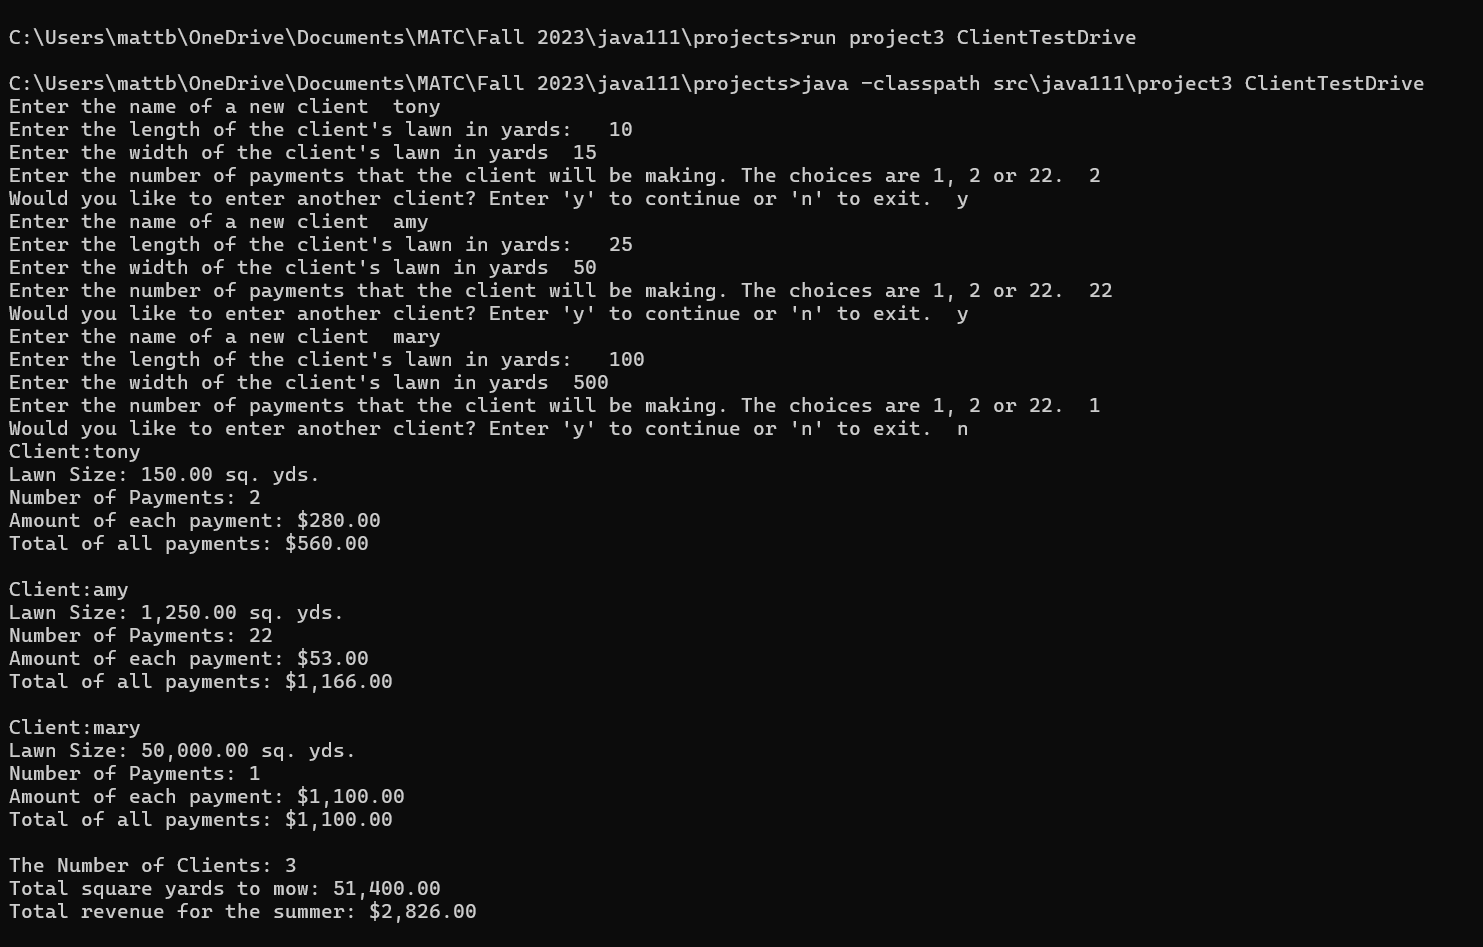 C:\Users\mattb\OneDrive\Documents\MATC\Fall 2023\java111\projects>run project3 ClientTestDrive
C:\Users\mattb\OneDrive\Documents\MATC\Fall 2023\java111\projects>java -classpath src\java111\project3 ClientTestDrive
Enter the name of a new client  tony
Enter the length of the client's lawn in yards:   10
Enter the width of the client's lawn in yards  15
Enter the number of payments that the client will be making. The choices are 1, 2 or 22.  2
Would you like to enter another client? Enter 'y' to continue or 'n' to exit.  y
Enter the name of a new client  amy
Enter the length of the client's lawn in yards:   25
Enter the width of the client's lawn in yards  50
Enter the number of payments that the client will be making. The choices are 1, 2 or 22.  22
Would you like to enter another client? Enter 'y' to continue or 'n' to exit.  y
Enter the name of a new client  mary
Enter the length of the client's lawn in yards:   100
Enter the width of the client's lawn in yards  500
Enter the number of payments that the client will be making. The choices are 1, 2 or 22.  1
Would you like to enter another client? Enter 'y' to continue or 'n' to exit.  n
Client:tony
Lawn Size: 150.00 sq. yds.
Number of Payments: 2
Amount of each payment: $280.00
Total of all payments: $560.00
Client:amy
Lawn Size: 1,250.00 sq. yds.
Number of Payments: 22
Amount of each payment: $53.00
Total of all payments: $1,166.00
Client:mary
Lawn Size: 50,000.00 sq. yds.
Number of Payments: 1
Amount of each payment: $1,100.00
Total of all payments: $1,100.00
The Number of Clients: 3
Total square yards to mow: 51,400.00
Total revenue for the summer: $2,826.00